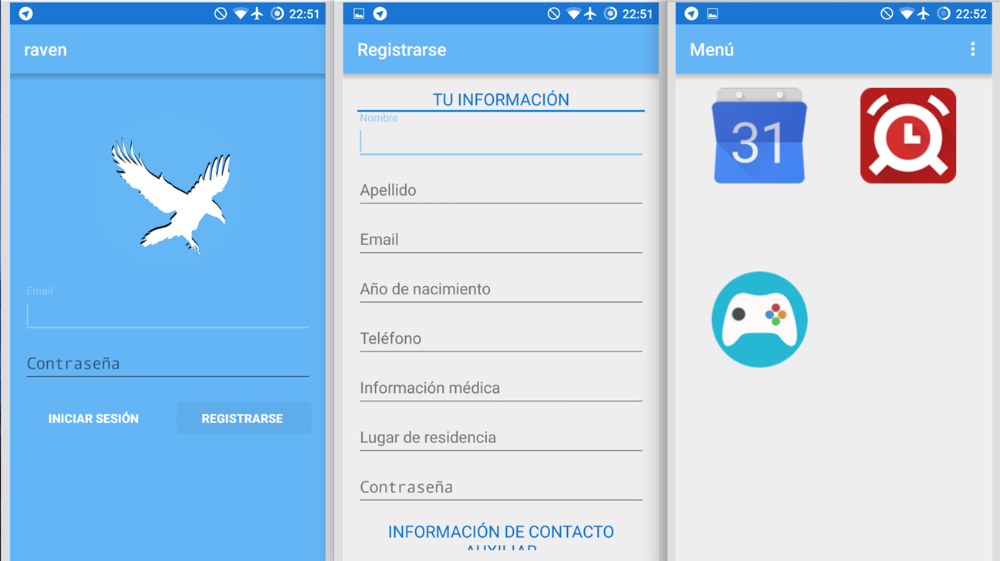 22:51
raven
Email
Contraseña
INICIAR SESIÓN
REGISTRARSE
22:51
Registrarse
TU INFORMACIÓN
Nombre
Apellido
Email
Año de nacimiento
Teléfono
Información médica
Lugar de residencia
Contraseña
INFORMACIÓN DE CONTACTO
AUXILIAR
22:52
Menú
31